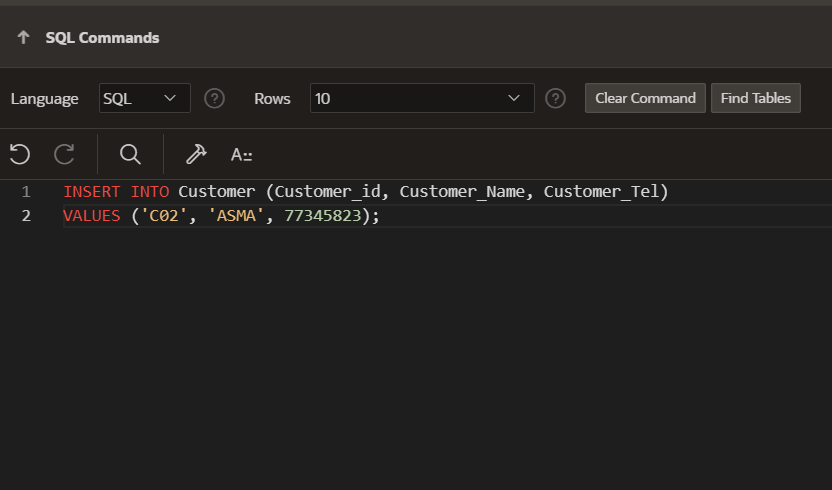 SQL Commands
Language SQL ? Rows 10 ? Clear Command Find Tables
A::
1 INSERT INTO Customer (Customer_id, Customer_Name, Customer_Tel)
2 VALUES ('C02', 'ASMA', 77345823);